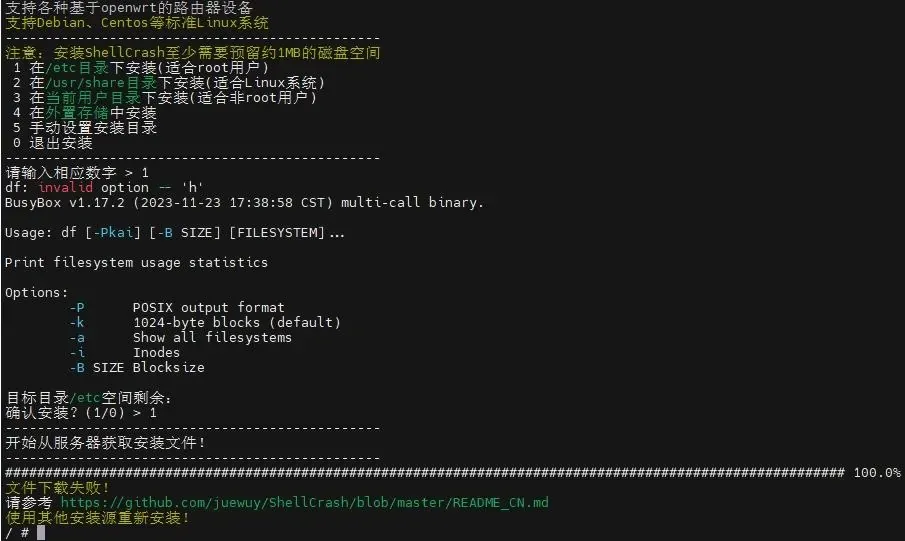 支持各种基于openwrt的路由器设备
支持Debian、Centos等标准Linux系统
-----------------------------------------------
注意：安装ShellCrash至少需要预留约1MB的磁盘空间
1 在/etc目录下安装(适合root用户)
2 在/usr/share目录下安装(适合Linux系统)
3 在当前用户目录下安装(适合非root用户)
4 在外置存储中安装
5 手动设置安装目录
0 退出安装
-----------------------------------------------
请输入相应数字 > 1
df: invalid option -- 'h'
BusyBox v1.17.2 (2023-11-23 17:38:58 CST) multi-call binary.
Usage: df [-Pkai] [-B SIZE] [FILESYSTEM]...
Print filesystem usage statistics
Options:
-P POSIX output format
-k 1024-byte blocks (default)
-a Show all filesystems
-i Inodes
-B SIZE Blocksize
目标目录/etc空间剩余：
确认安装？(1/0) > 1
-----------------------------------------------
开始从服务器获取安装文件！
-----------------------------------------------
######################################################################### 100.0%
文件下载失败！
请参考 https://github.com/juewuy/ShellCrash/blob/master/README_CN.md
使用其他安装源重新安装！
/ #